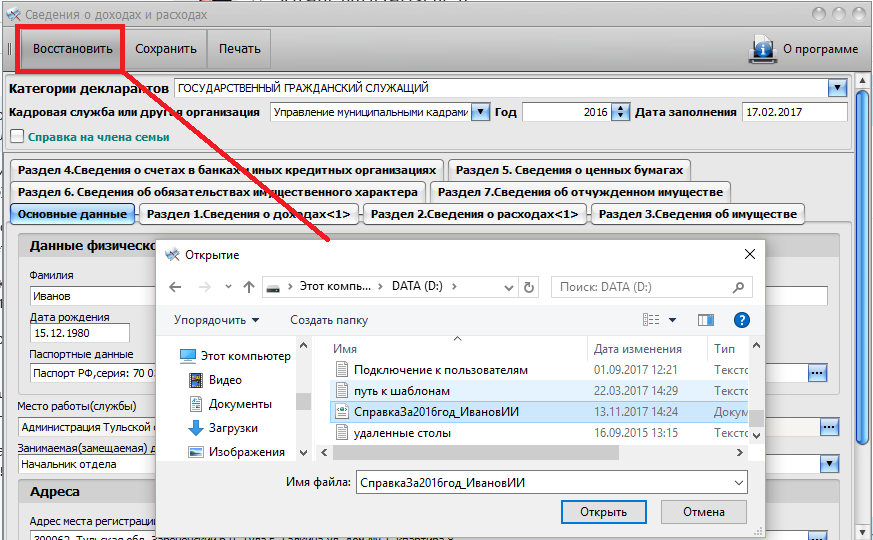 Сведения о доходах и расходах
Восстановить Сохранить Печать О программе
Категории декларантов ГОСУДАРСТВЕННЫЙ ГРАЖДАНСКИЙ СЛУЖАЩИЙ
Кадровая служба или другая организация Управление муниципальными кадрами Год 2016 Дата заполнения 17.02.2017
Справка на члена семьи
Раздел 4.Сведения о счетах в банках и иных кредитных организациях Раздел 5. Сведения о ценных бумагах
Раздел 6. Сведения об обязательствах имущественного характера Раздел 7.Сведения об отчужденном имуществе
Основные данные Раздел 1.Сведения о доходах<1> Раздел 2.Сведения о расходах<1> Раздел 3.Сведения об имуществе
Данные физическо
Фамилия
Иванов
Дата рождения
15.12.1980
Паспортные данные
Паспорт РФ,серия: 70 0
Место работы(службы)
Администрация Тульской о
Занимаемая(замещаемая) д
Начальник отдела
Адреса
Адрес места регистраци
Открытие
Этот компь... DATA (D:) Поиск: DATA (D:)
Упорядочить Создать папку
Имя Дата изменения Тип
Этот компьютер
Видео
Документы
Загрузки
Изображения
Подключение к пользователям 01.09.2017 12:21 Тексто
путь к шаблонам 22.03.2017 14:29 Тексто
СправкаЗа2016год_ИвановИИ 13.11.2017 14:24 Докум
удаленные столы 16.09.2015 13:15 Тексто
Имя файла: СправкаЗа2016год_ИвановИИ
Открыть Отмена